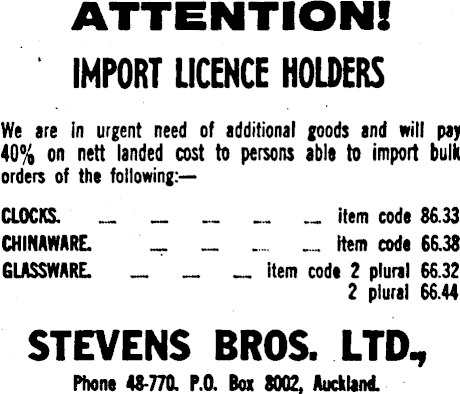 ATTENTION!
IMPORT LICENCE HOLDERS
We are in urgent need of additional goods and will pay
40% on nett landed cost to persons able to import bulk
orders of the following:—
CLOCKS. — — — — — item code 86.33
CHINAWARE. — — — — item code 66.38
GLASSWARE. — — — item code 2 plural 66.32
2 plural 66.44
STEVENS BROS. LTD.,
Phone 48-770. P.O. Box 8002, Auckland.